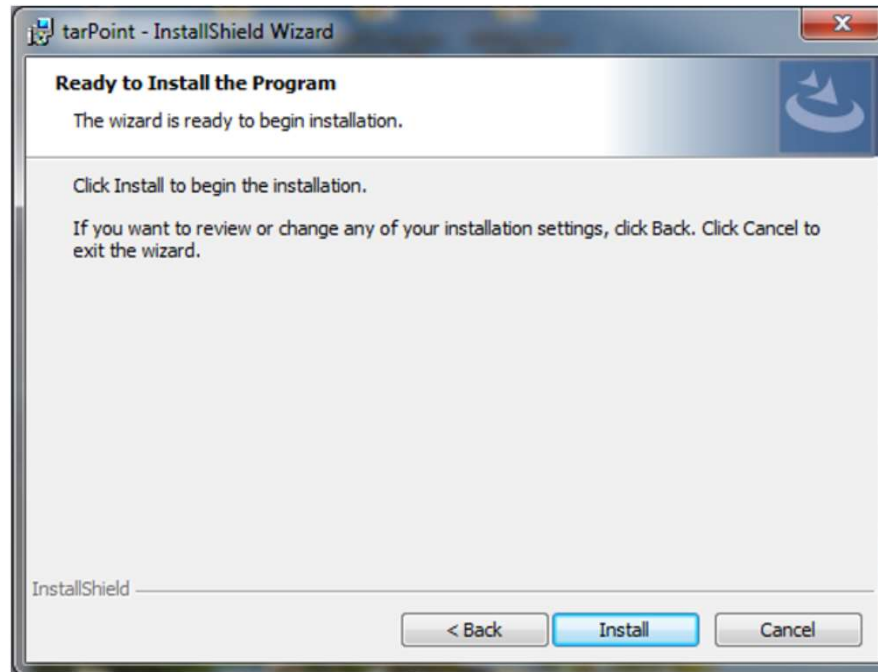 tarPoint - InstallShield Wizard
Ready to Install the Program
The wizard is ready to begin installation.
Click Install to begin the installation.
If you want to review or change any of your installation settings, click Back. Click Cancel to
exit the wizard.
InstallShield
< Back Install Cancel